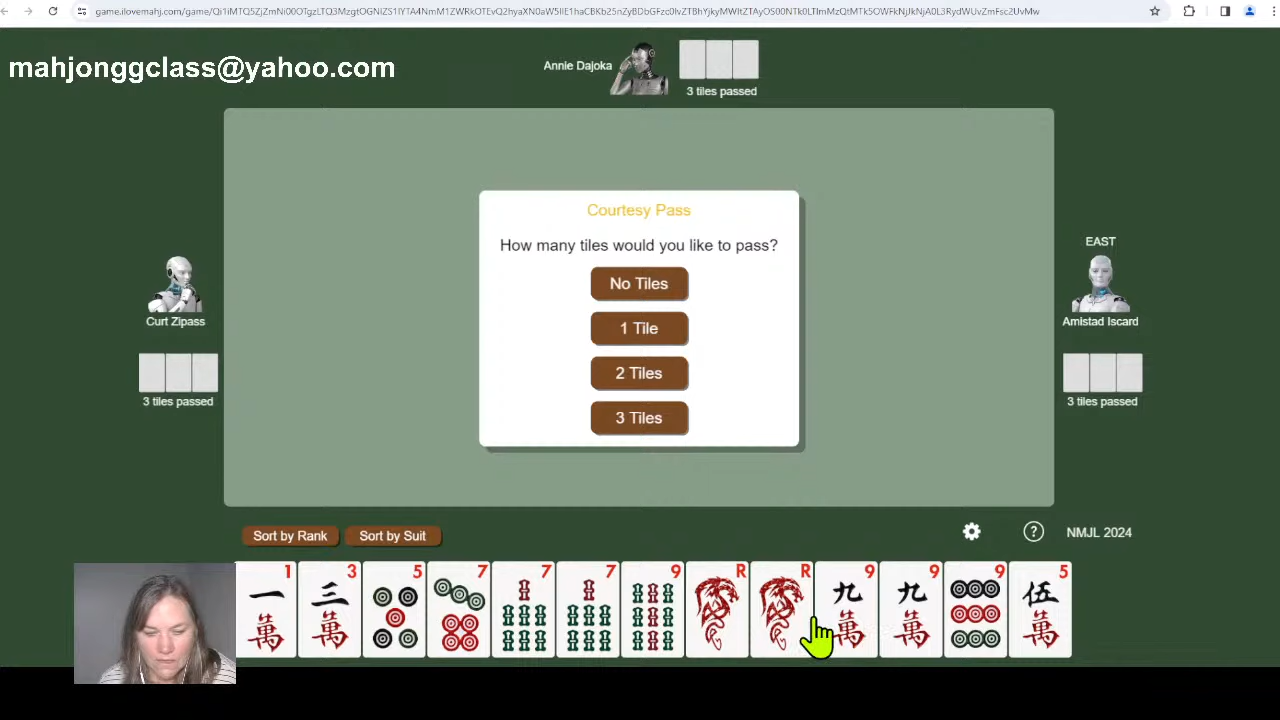 mahjonggclass@yahoo.com
Annie Dajoka
3 tiles passed
Courtesy Pass
How many tiles would you like to pass?
No Tiles
1 Tile
2 Tiles
3 Tiles
Curt Zipass
3 tiles passed
EAST
Amistad Iscard
3 tiles passed
Sort by Rank Sort by Suit
NMJL 2024
1 3 5 7 7 7 9 R R 9 9 9 5
一 三 九 九 伍
萬 萬 萬 萬 萬